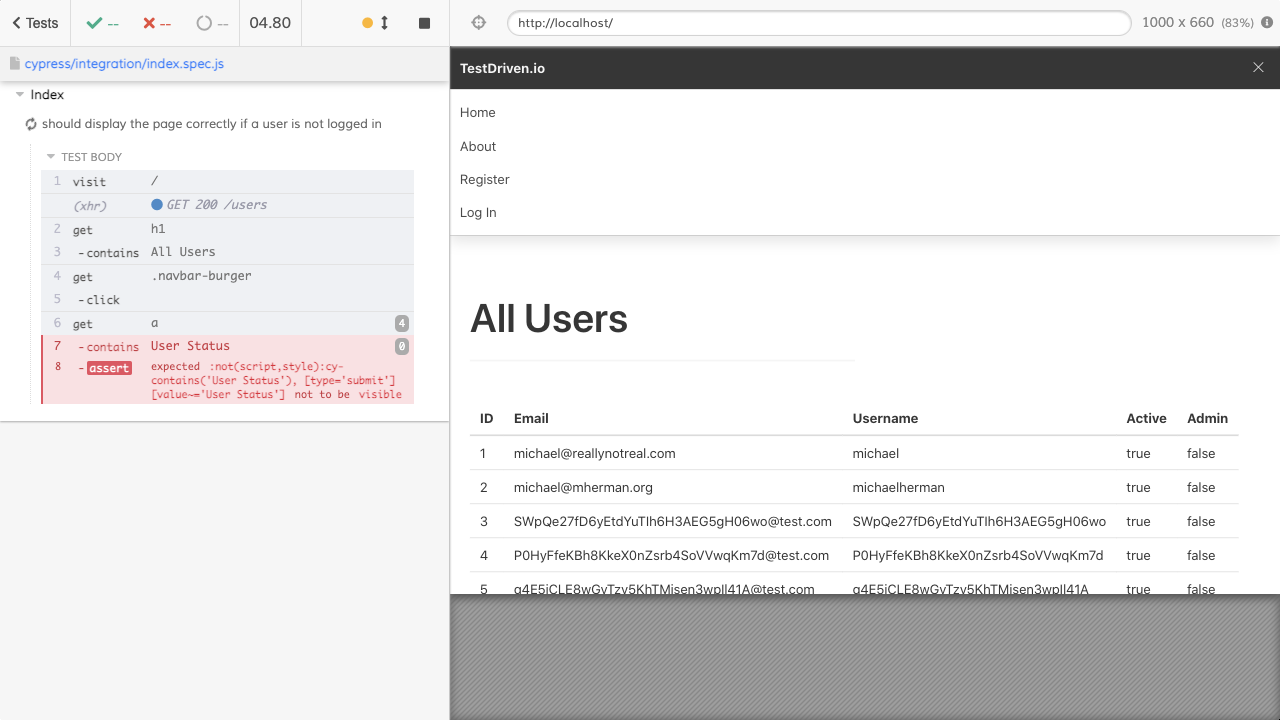 Tests
--
--
--
04.80
http://localhost/
1000 x 660 (83%)
cypress/integration/index.spec.js
Index
should display the page correctly if a user is not logged in
TEST BODY
1 visit /
(xhr) GET 200 /users
2 get h1
3 - contains All Users
4 get .navbar-burger
5 - click
6 get a 4
7 - contains User Status 0
8 - assert expected :not(script,style):cy-
contains('User Status'), [type='submit']
[value~='User Status'] not to be visible
TestDriven.io
Home
About
Register
Log In
All Users
ID Email Username Active Admin
1 michael@reallynotreal.com michael true false
2 michael@mherman.org michaelherman true false
3 SWpQe27fD6yEtdYuTlh6H3AEG5gH06wo@test.com SWpQe27fD6yEtdYuTlh6H3AEG5gH06wo true false
4 P0HyFfeKBh8KkeX0nZsrb4SoVVwqKm7d@test.com P0HyFfeKBh8KkeX0nZsrb4SoVVwqKm7d true false
5 true false